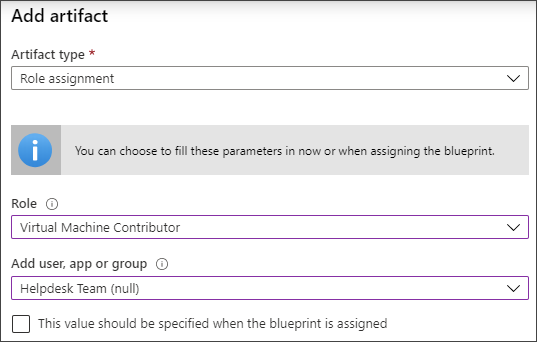 Add artifact
Artifact type *
Role assignment
You can choose to fill these parameters in now or when assigning the blueprint.
Role
Virtual Machine Contributor
Add user, app or group
Helpdesk Team (null)
This value should be specified when the blueprint is assigned